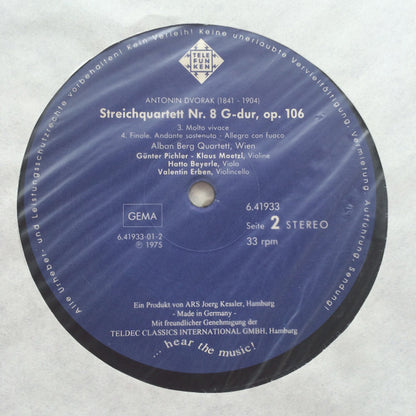 Alle Urheber- und Leistungsschutzrechte vorbehalten! Kein Verleih! Keine unerlaubte Vervielfältigung, Vermietung, Aufführung, Sendung!
TELE
FUN
KEN
ANTONIN DVORAK (1841 - 1904)
Streichquartett Nr. 8 G-dur, op. 106
3. Molto vivace
4. Finale. Andante sostenuto - Allegro con fuoco
Alban Berg Quartett, Wien
Günter Pichler - Klaus Maetzl, Violine
Hatto Beyerle, Viola
Valentin Erben, Violincello
GEMA
6.41933-01-2
℗ 1975
6.41933
Seite 2 STEREO
33 rpm
Ein Produkt von ARS Joerg Kessler, Hamburg
- Made in Germany -
Mit freundlicher Genehmigung der
TELDEC CLASSICS INTERNATIONAL GMBH, Hamburg
... hear the music!